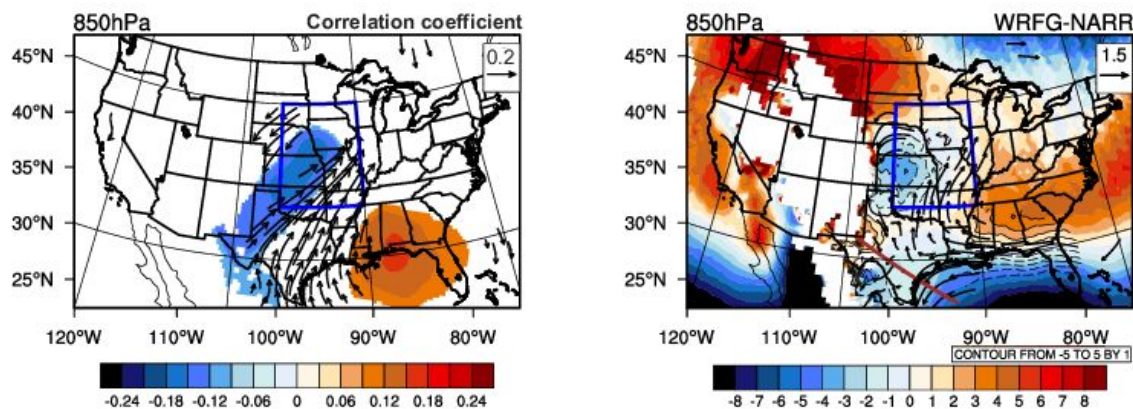 850hPa Correlation coefficient
0.2
45°N
40°N
35°N
30°N
25°N
120°W 110°W 100°W 90°W 80°W
-0.24 -0.18 -0.12 -0.06 0 0.06 0.12 0.18 0.24
850hPa WRFG-NARR
1.5
45°N
40°N
35°N
30°N
25°N
120°W 110°W 100°W 90°W 80°W
CONTOUR FROM -5 TO 5 BY 1
-8 -7 -6 -5 -4 -3 -2 -1 0 1 2 3 4 5 6 7 8